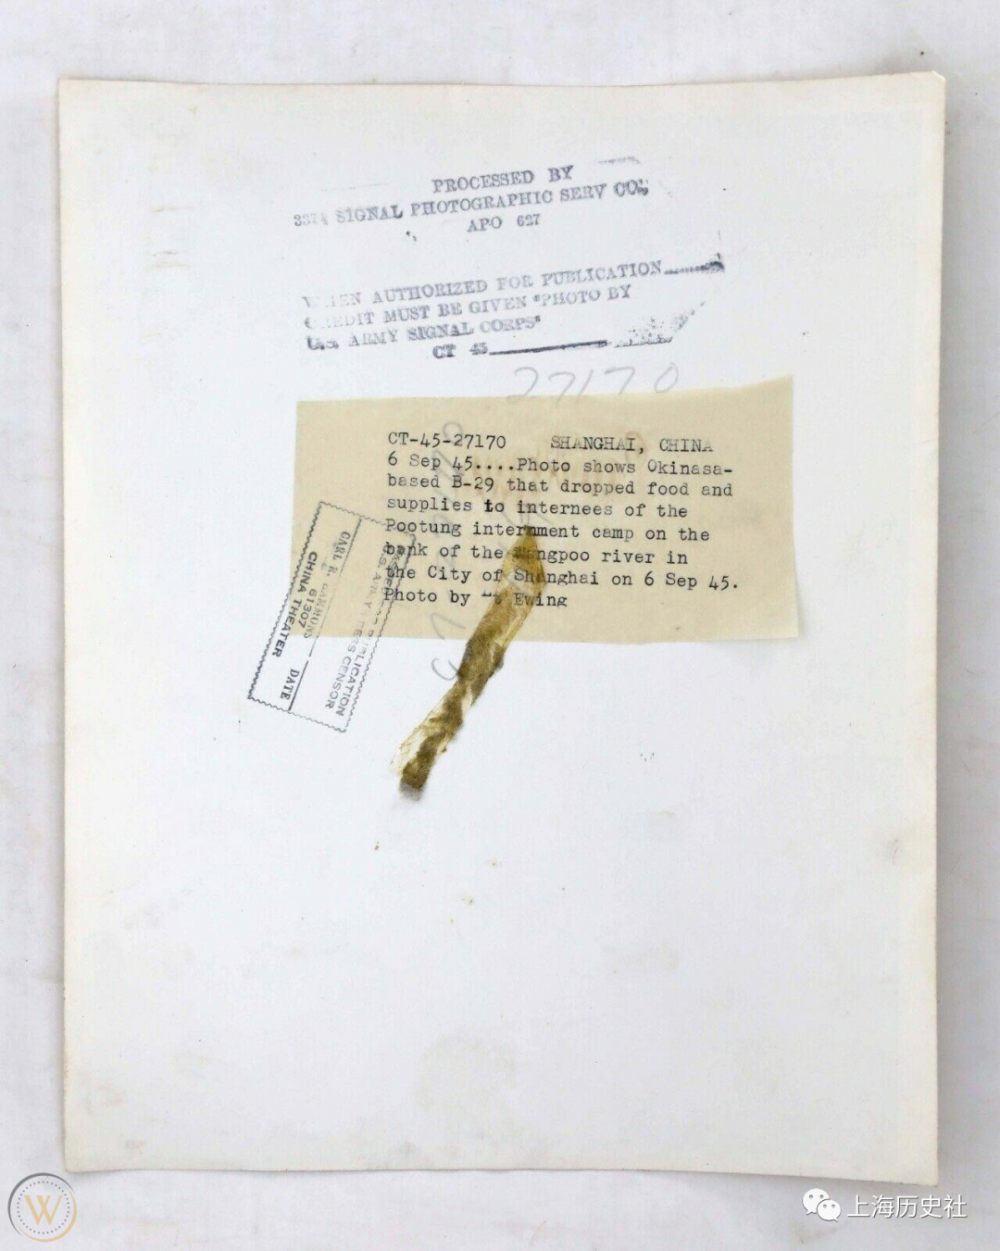 PROCESSED BY
SIGNAL PHOTOGRAPHIC SERV CO.,
APO 627
AUTHORIZED FOR PUBLICATION
MUST BE GIVEN "PHOTO BY
U.S. ARMY SIGNAL CORPS"
CT 45
27170
CT-45-27170 SHANGHAI, CHINA
6 Sep 45....Photo shows Okinasa-
based B-29 that dropped food and
supplies to internees of the
Pootung internment camp on the
bank of the river in
the City of Shanghai on 6 Sep 45.
Photo by Ewing
CARL R.
61307
CHINA THEATER
DATE
PUBLICATION
CENSOR
W
上海历史社